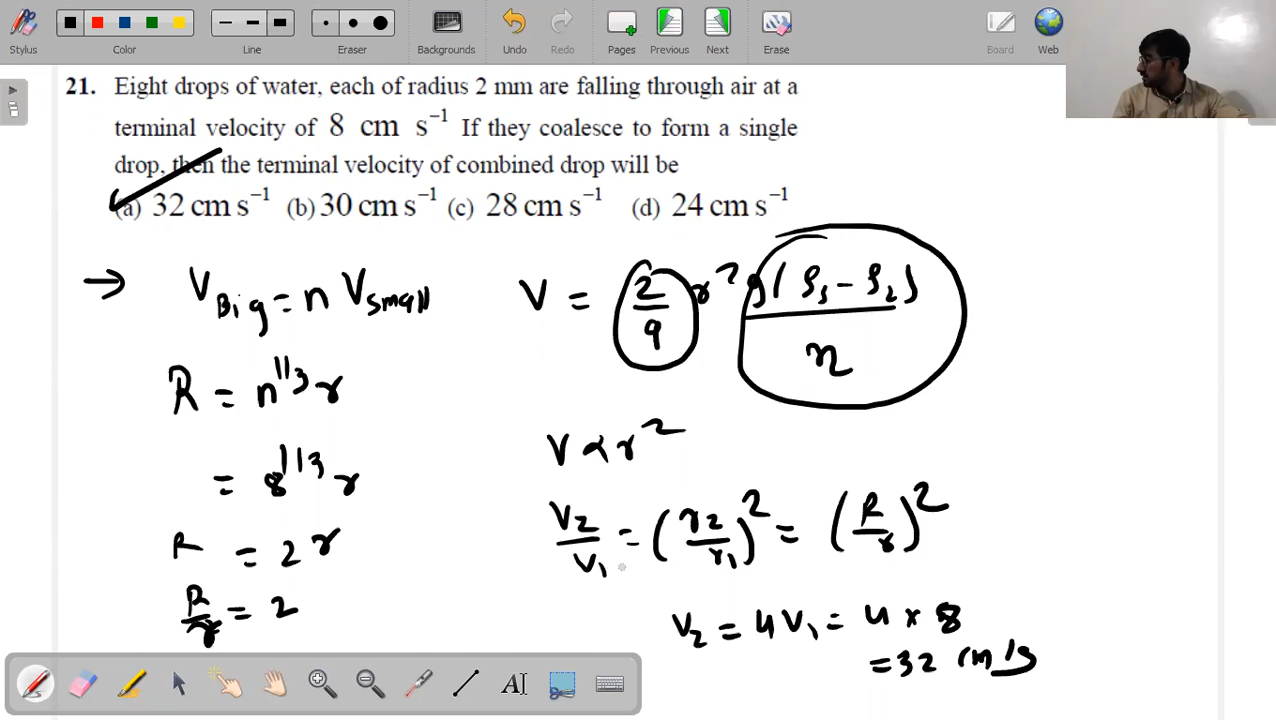 Stylus Color Line Eraser Backgrounds Undo Redo Pages Previous Next Erase Board Web
21. Eight drops of water, each of radius 2 mm are falling through air at a
terminal velocity of 8 cm s⁻¹ If they coalesce to form a single
drop, then the terminal velocity of combined drop will be
(a) 32 cm s⁻¹ (b) 30 cm s⁻¹ (c) 28 cm s⁻¹ (d) 24 cm s⁻¹
→ V_Big = n V_small
R = n^1/3 r
= 8^1/3 r
R = 2 r
R/r = 2
V = 2/9 r² g(ρ₁ - ρ₂)/η
V ∝ r²
V₂/V₁ = (r₂/r₁)² = (R/r)²
V₂ = 4V₁ = 4 × 8
= 32 cm/s